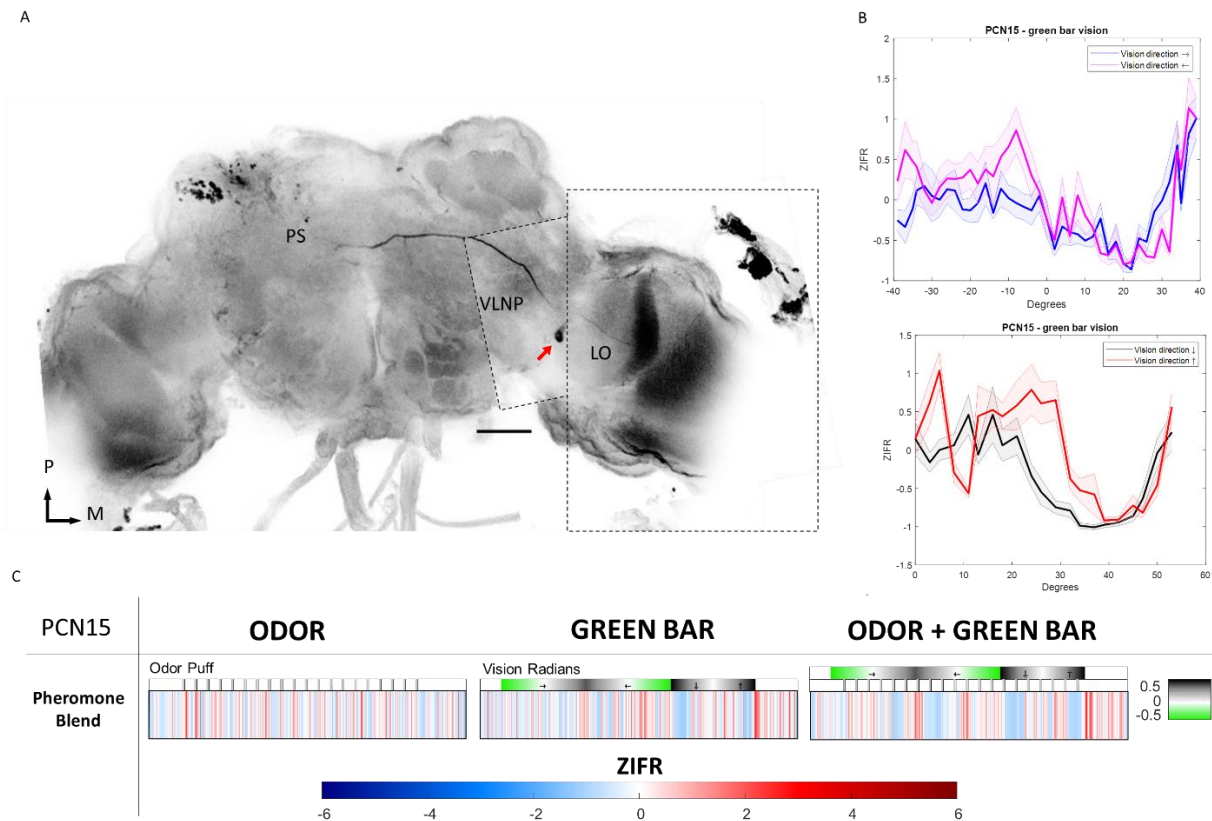 A
PS
VLNP
LO
P
M
B
PCN15 - green bar vision
Vision direction →
Vision direction ←
2
1.5
1
0.5
0
-0.5
-1
ZIFR
-40 -30 -20 -10 0 10 20 30 40
Degrees
PCN15 - green bar vision
Vision direction ↓
Vision direction ↑
1.5
1
0.5
0
-0.5
-1
-1.5
ZIFR
0 10 20 30 40 50 60
Degrees
C
PCN15 ODOR GREEN BAR ODOR + GREEN BAR
Odor Puff Vision Radians
→ ← ↓ ↑ → ← ↓ ↑
Pheromone
Blend
0.5
0
-0.5
ZIFR
-6 -4 -2 0 2 4 6